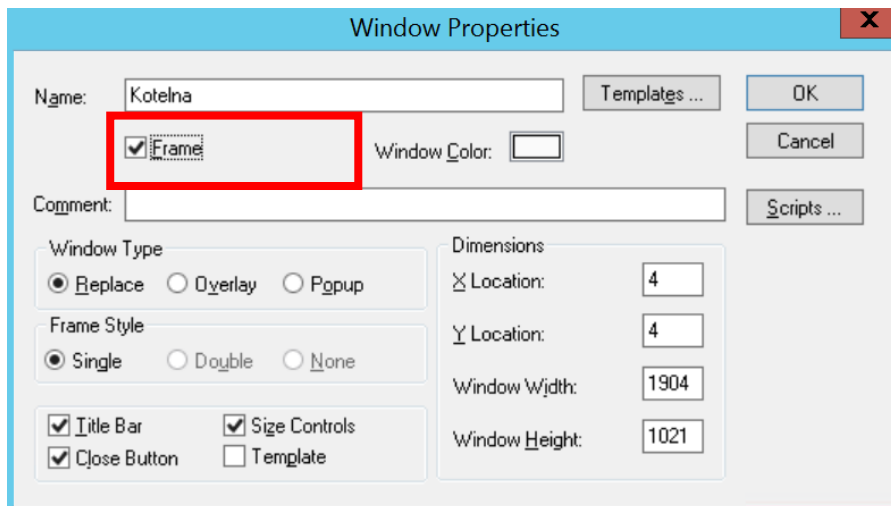 Window Properties
X
Name: Kotelna Templates ... OK
Frame Window Color: Cancel
Comment: Scripts ...
Window Type Dimensions
Replace Overlay Popup X Location: 4
Frame Style Y Location: 4
Single Double None Window Width: 1904
Title Bar Size Controls Window Height: 1021
Close Button Template